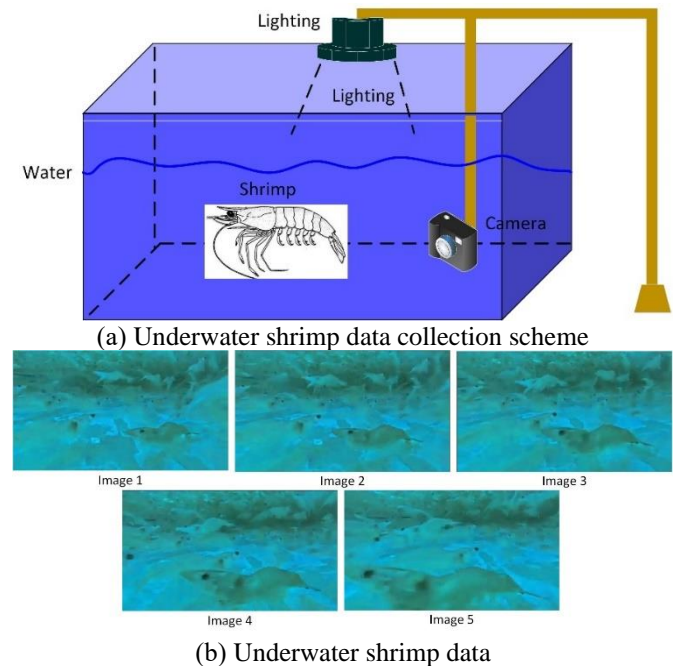 Lighting
Lighting
Water
Shrimp
Camera
(a) Underwater shrimp data collection scheme
Image 1
Image 2
Image 3
Image 4
Image 5
(b) Underwater shrimp data